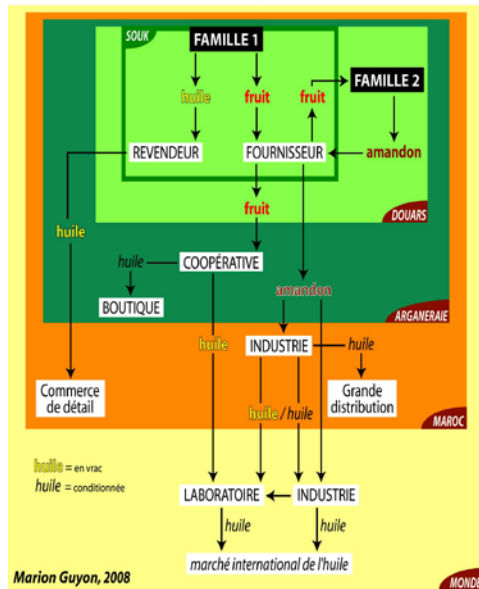 SOUK
FAMILLE 1
FAMILLE 2
huile
fruit
fruit
REVENDEUR
FOURNISSEUR
amandon
fruit
DOUARS
huile
huile
COOPÉRATIVE
BOUTIQUE
amandon
ARGANERAIE
huile
INDUSTRIE
huile
Commerce
de détail
Grande
distribution
huile / huile
MAROC
huile = en vrac
huile = conditionnée
LABORATOIRE
INDUSTRIE
huile
huile
marché international de l'huile
Marion Guyon, 2008
MONDE